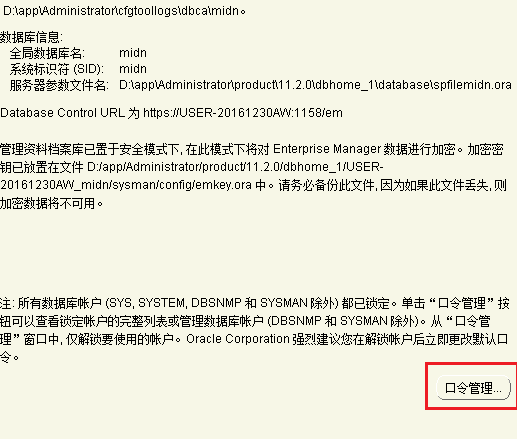 D:\app\Administrator\cfgtoollogs\dbca\midn。
数据库信息:
全局数据库名: midn
系统标识符 (SID): midn
服务器参数文件名: D:\app\Administrator\product\11.2.0\dbhome_1\database\spfilemidn.ora
Database Control URL 为 https://USER-20161230AW:1158/em
管理资料档案库已置于安全模式下, 在此模式下将对 Enterprise Manager 数据进行加密。加密密
钥已放置在文件 D:/app/Administrator/product/11.2.0/dbhome_1/USER-
20161230AW_midn/sysman/config/emkey.ora 中。请务必备份此文件, 因为如果此文件丢失, 则
加密数据将不可用。
注: 所有数据库帐户 (SYS, SYSTEM, DBSNMP 和 SYSMAN 除外) 都已锁定。单击“口令管理”按
钮可以查看锁定帐户的完整列表或管理数据库帐户 (DBSNMP 和 SYSMAN 除外)。从“口令管
理”窗口中, 仅解锁要使用的帐户。Oracle Corporation 强烈建议您在解锁帐户后立即更改默认口
令。
口令管理...